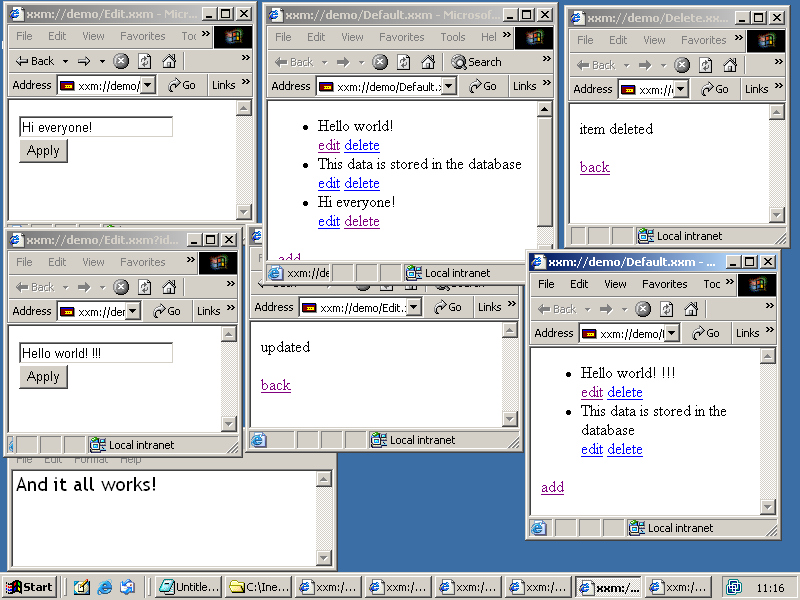 xxm://demo/Edit.xxm - Micr
File Edit View Favorites To »
Back »
Address xxm://demo/ Go Links »
Hi everyone!
Apply
xxm://demo/Default.xxm - Microsof
File Edit View Favorites Tools Hel »
Back Search »
Address xxm://demo/Default.x Go Links »
Hello world!
edit delete
This data is stored in the database
edit delete
Hi everyone!
edit delete
add
xxm://de Local intranet
xxm://demo/Delete.xxm
File Edit View Favorites »
Back »
Address xxm:// Go Links »
item deleted
back
Local intranet
xxm://demo/Edit.xxm?id...
File Edit View Favorites »
Back »
Address xxm://de Go Links »
Hello world! !!!
Apply
Local intranet
Address xxm://demo/Edit. Go Links »
updated
back
Local intranet
xxm://demo/Default.xxm - ...
File Edit View Favorites Too »
Back »
Address xxm://demo/ Go Links »
Hello world! !!!
edit delete
This data is stored in the
database
edit delete
add
Local intranet
File Edit Format Help
And it all works!
Start Untitle... C:\Ine... xxm:/... xxm:/... xxm:/... xxm:/... xxm:/... xxm:/... 11:16